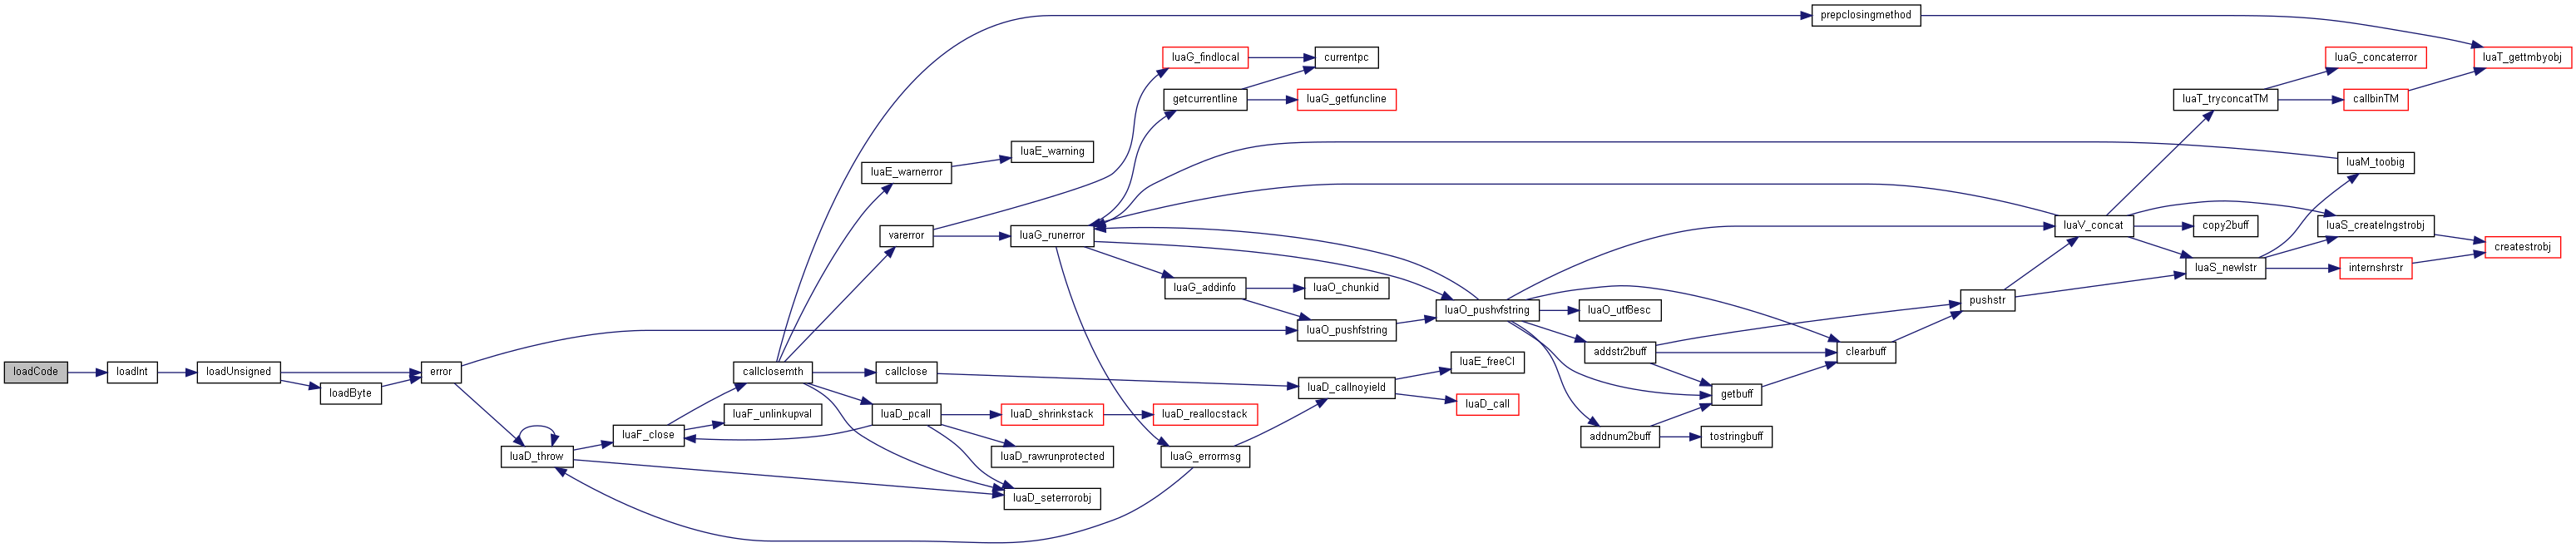 loadCode
loadInt
loadUnsigned
loadByte
error
luaD_throw
luaF_close
luaF_unlinkupval
callclosemth
luaE_warnerror
luaE_warning
varerror
callclose
luaD_pcall
luaD_shrinkstack
luaD_reallocstack
luaD_rawrunprotected
luaD_seterrorobj
luaG_findlocal
currentpc
getcurrentline
luaG_getfuncline
luaG_runerror
luaG_addinfo
luaO_chunkid
luaO_pushfstring
luaG_errormsg
luaD_callnoyield
luaE_freeCI
luaD_call
luaO_pushvfstring
luaO_utf8esc
addstr2buff
addnum2buff
tostringbuff
getbuff
clearbuff
pushstr
prepclosingmethod
luaT_gettmbyobj
luaG_concaterror
luaT_tryconcatTM
callbinTM
luaM_toobig
luaV_concat
copy2buff
luaS_createlngstrobj
luaS_newlstr
internshrstr
createstrobj